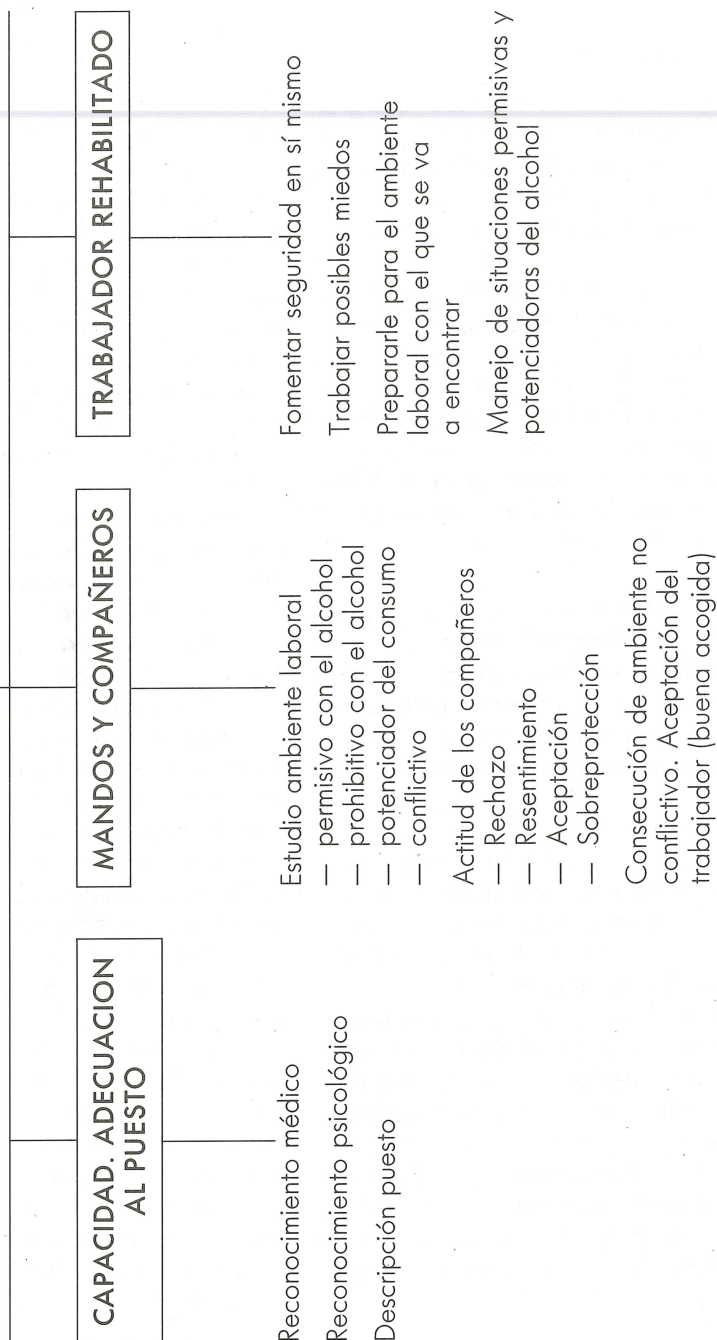 CAPACIDAD. ADECUACION
AL PUESTO
Reconocimiento médico
Reconocimiento psicológico
Descripción puesto
MANDOS Y COMPAÑEROS
Estudio ambiente laboral
— permisivo con el alcohol
— prohibitivo con el alcohol
— potenciador del consumo
— conflictivo
Actitud de los compañeros
— Rechazo
— Resentimiento
— Aceptación
— Sobreprotección
Consecución de ambiente no
conflictivo. Aceptación del
trabajador (buena acogida)
TRABAJADOR REHABILITADO
Fomentar seguridad en sí mismo
Trabajar posibles miedos
Prepararle para el ambiente
laboral con el que se va
a encontrar
Manejo de situaciones permisivas y
potenciadoras del alcohol